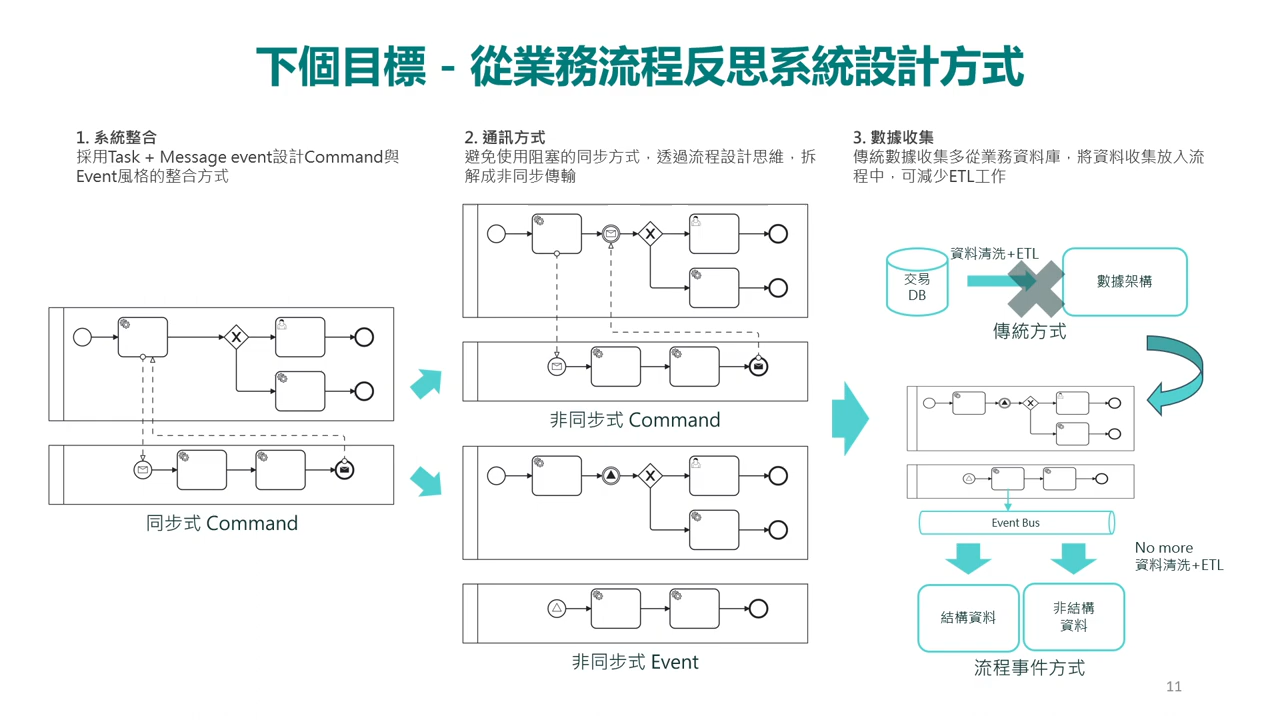 下個目標 - 從業務流程反思系統設計方式
1. 系統整合
採用Task + Message event設計Command與
Event風格的整合方式
同步式 Command
2. 通訊方式
避免使用阻塞的同步方式，透過流程設計思維，拆
解成非同步傳輸
非同步式 Command
非同步式 Event
3. 數據收集
傳統數據收集多從業務資料庫，將資料收集放入流
程中，可減少ETL工作
資料清洗+ETL
交易
DB
數據架構
傳統方式
Event Bus
No more
資料清洗+ETL
結構資料
非結構
資料
流程事件方式
11